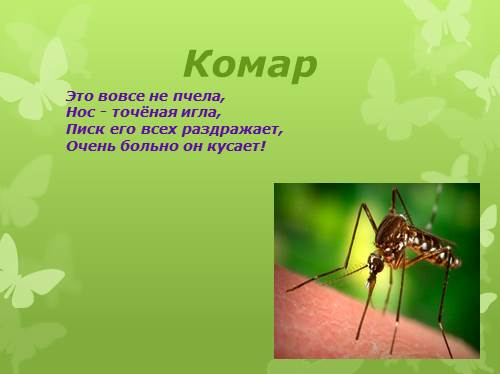 Комар
Это вовсе не пчела,
Нос - точёная игла,
Писк его всех раздражает,
Очень больно он кусает!